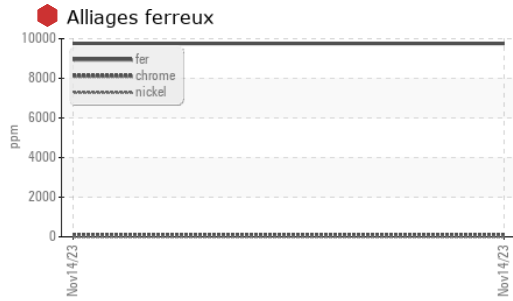 Alliages ferreux
ppm
10000
8000
6000
4000
2000
0
fer
chrome
nickel
Nov14/23
Nov14/23